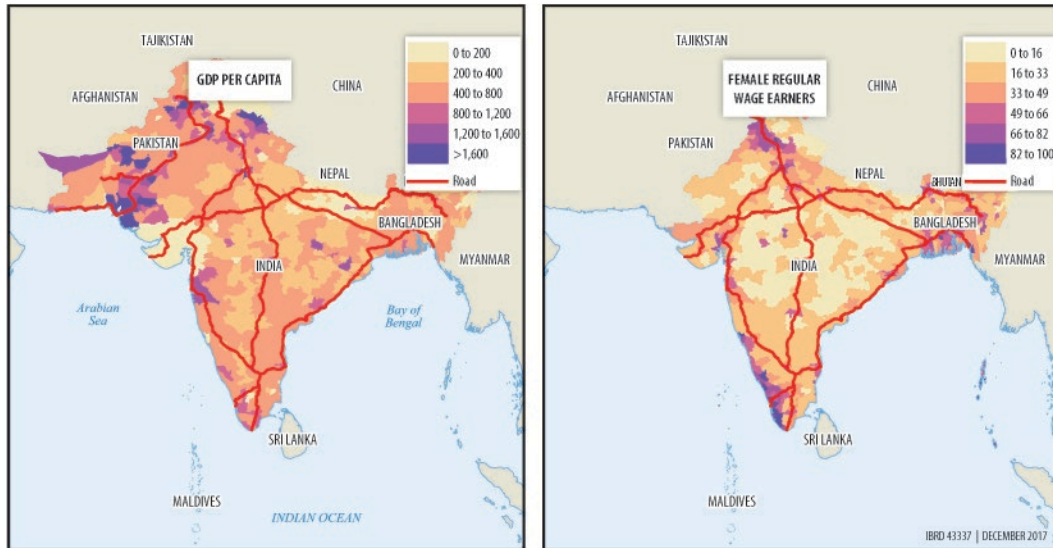 TAJIKISTAN
GDP PER CAPITA
CHINA
AFGHANISTAN
PAKISTAN
NEPAL
BANGLADESH
INDIA
MYANMAR
Arabian
Sea
Bay of
Bengal
SRI LANKA
MALDIVES
INDIAN OCEAN
0 to 200
200 to 400
400 to 800
800 to 1,200
1,200 to 1,600
>1,600
Road
TAJIKISTAN
FEMALE REGULAR
WAGE EARNERS
CHINA
AFGHANISTAN
PAKISTAN
NEPAL
BHUTAN
BANGLADESH
INDIA
MYANMAR
SRI LANKA
MALDIVES
0 to 16
16 to 33
33 to 49
49 to 66
66 to 82
82 to 100
Road
IBRD 43337 | DECEMBER 2017